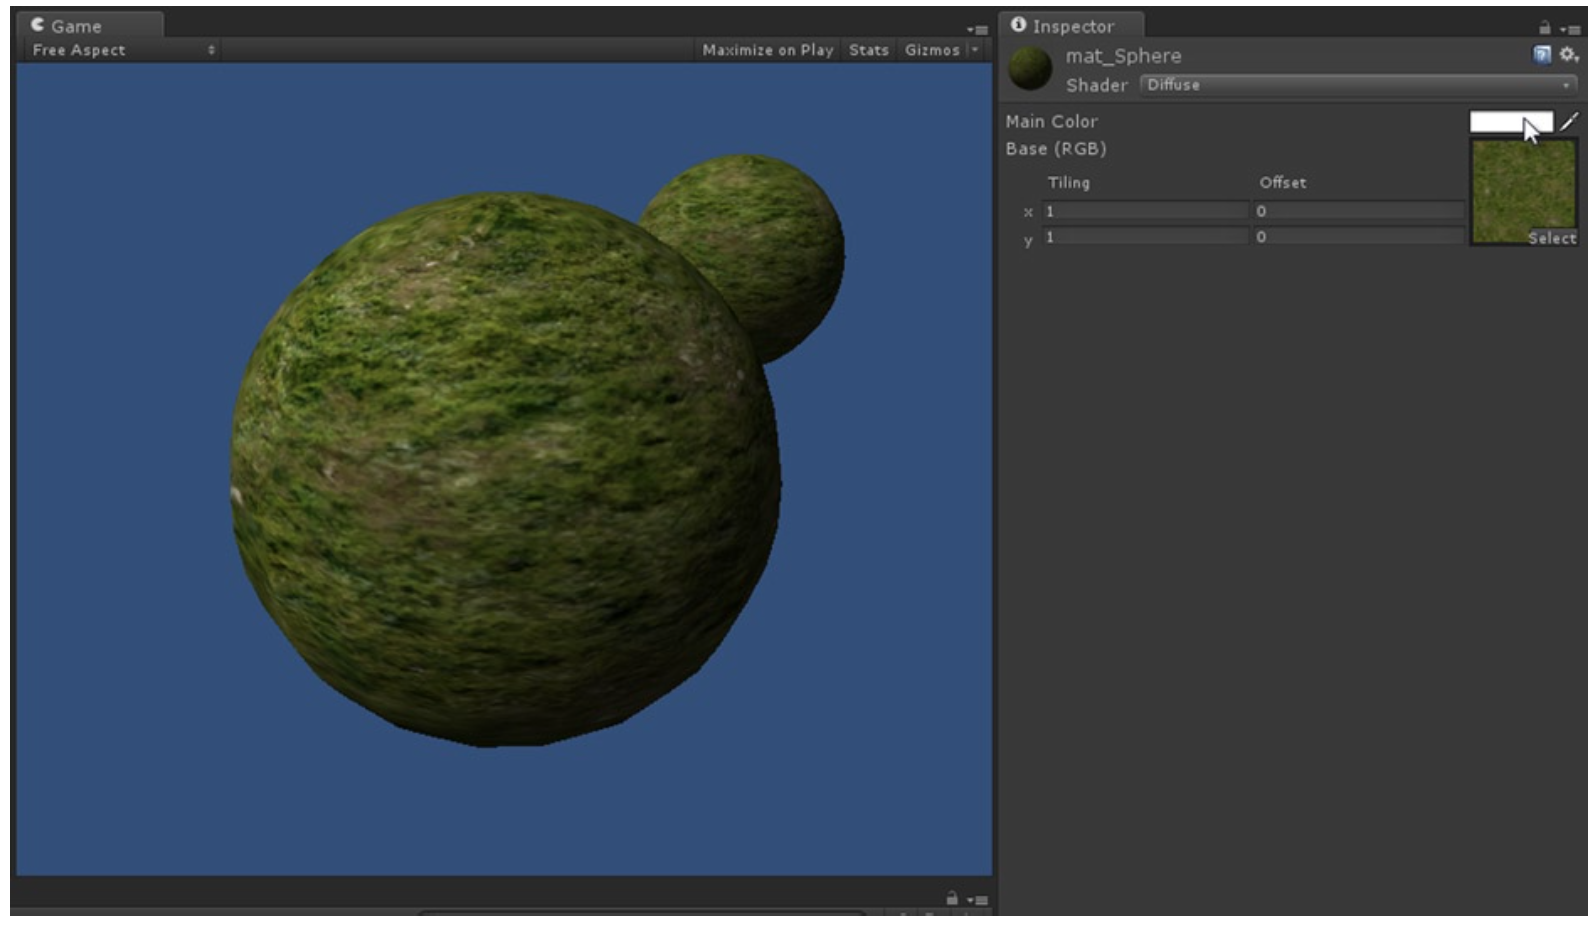 Game
Free Aspect
Maximize on Play Stats Gizmos
Inspector
mat_Sphere
Shader Diffuse
Main Color
Base (RGB)
Tiling Offset
x 1 0
y 1 0
Select